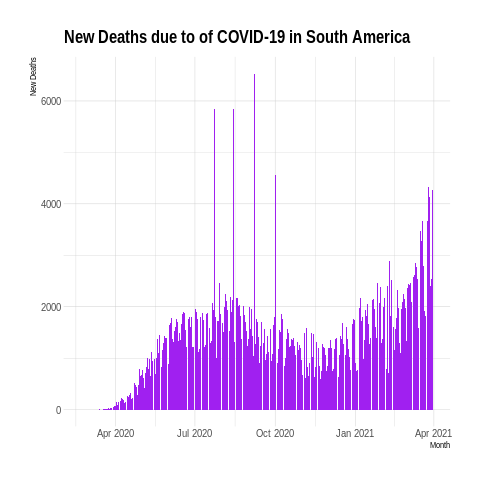 New Deaths due to of COVID-19 in South America
New Deaths
6000
4000
2000
0
Apr 2020 Jul 2020 Oct 2020 Jan 2021 Apr 2021
Month